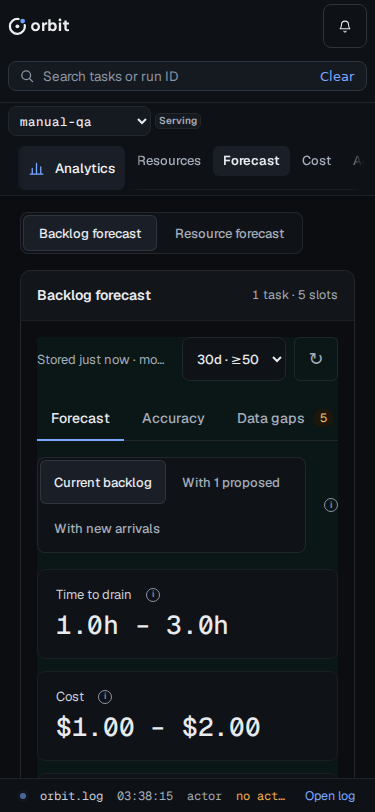 orbit
Search tasks or run ID Clear
manual-qa Serving
Analytics Resources Forecast Cost A
Backlog forecast Resource forecast
Backlog forecast 1 task · 5 slots
Stored just now · mo… 30d · ≥50 ↻
Forecast Accuracy Data gaps 5
Current backlog With 1 proposed
With new arrivals
Time to drain
1.0h – 3.0h
Cost
$1.00 – $2.00
orbit.log 03:38:15 actor no act… Open log